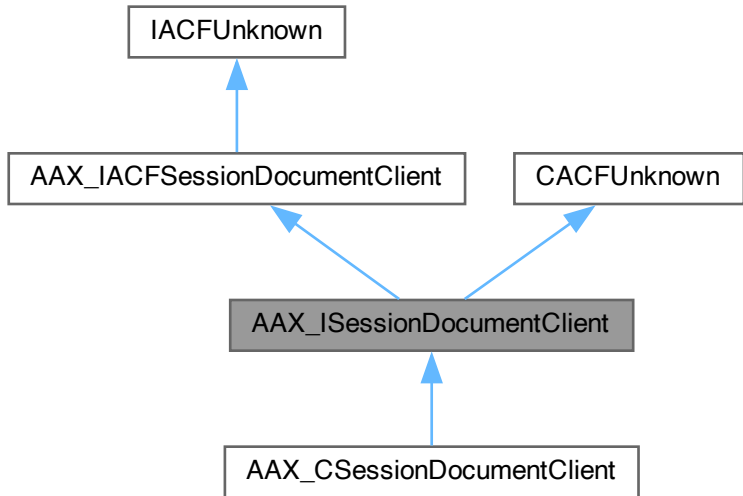 IACFUnknown
AAX_IACFSessionDocumentClient
CACFUnknown
AAX_ISessionDocumentClient
AAX_CSessionDocumentClient